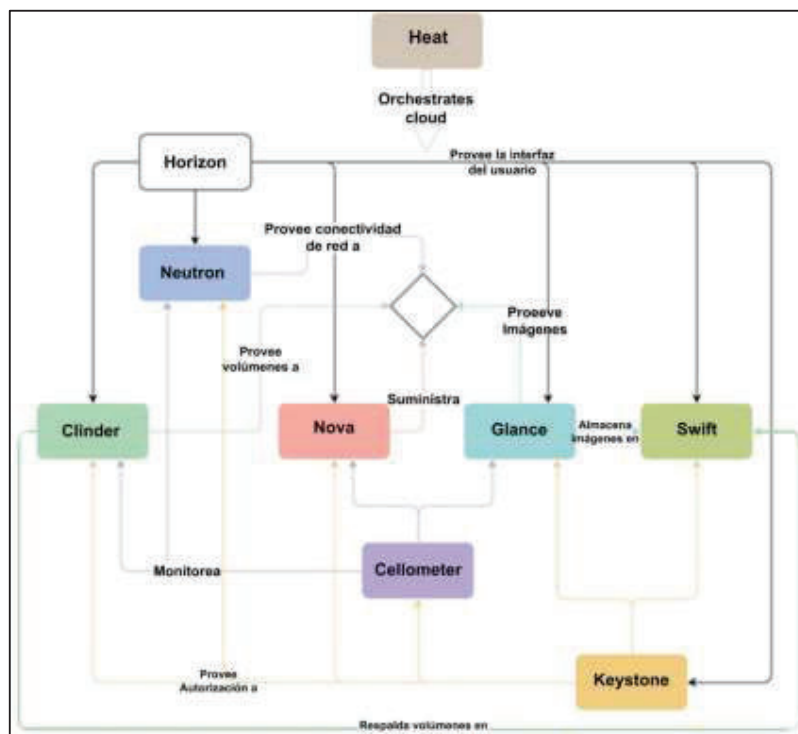 Heat
Orchestrates
cloud
Horizon
Provee la interfaz
del usuario
Provee conectividad
de red a
Neutron
Proeeve
Imágenes
Provee
volúmenes a
Suministra
Clinder
Nova
Glance
Almacena
imágenes en
Swift
Monitorea
Cellometer
Provee
Autorización a
Keystone
Respalda volúmenes en